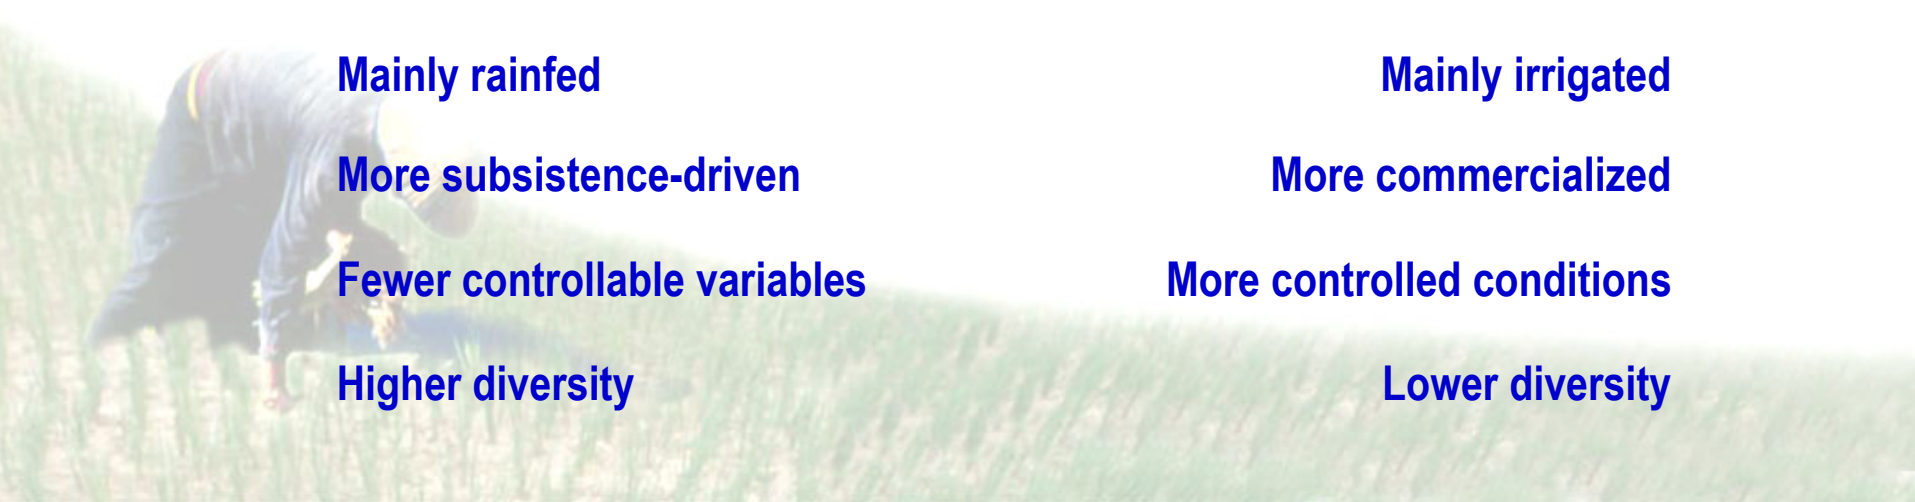 Mainly rainfed
Mainly irrigated
More subsistence-driven
More commercialized
Fewer controllable variables
More controlled conditions
Higher diversity
Lower diversity